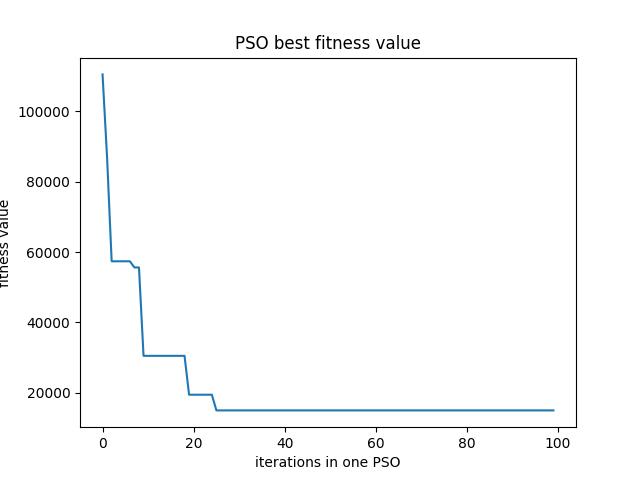 PSO best fitness value
100000
80000
60000
40000
20000
fitness value
0 20 40 60 80 100
iterations in one PSO